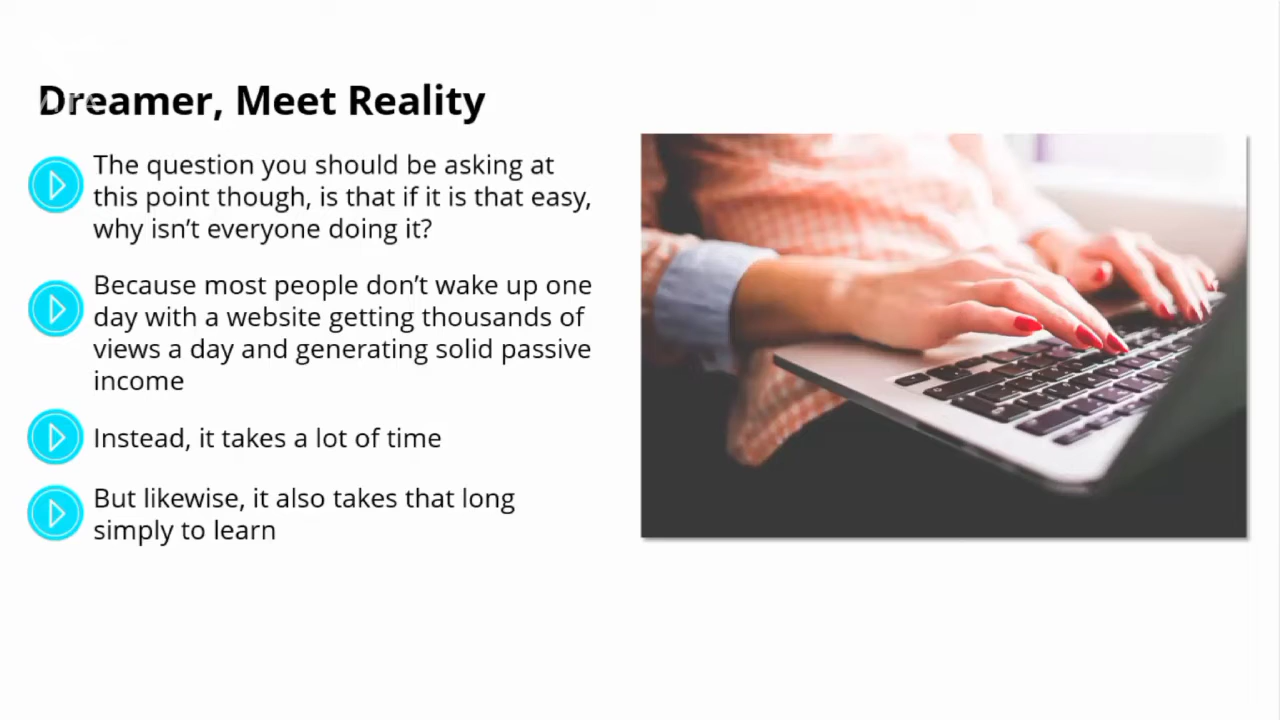 Dreamer, Meet Reality
The question you should be asking at
this point though, is that if it is that easy,
why isn't everyone doing it?
Because most people don't wake up one
day with a website getting thousands of
views a day and generating solid passive
income
Instead, it takes a lot of time
But likewise, it also takes that long
simply to learn